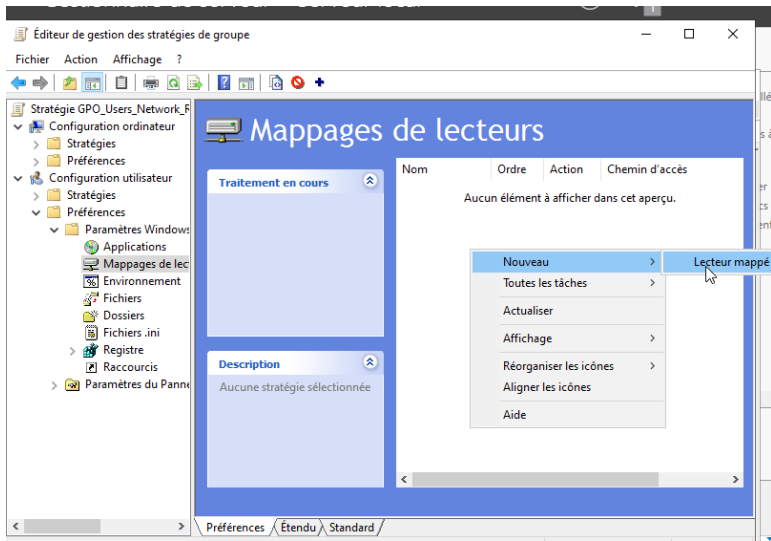 Éditeur de gestion des stratégies de groupe
Fichier Action Affichage ?
Stratégie GPO_Users_Network_R
Configuration ordinateur
Stratégies
Préférences
Configuration utilisateur
Stratégies
Préférences
Paramètres Windows
Applications
Mappages de lec
Environnement
Fichiers
Dossiers
Fichiers .ini
Registre
Raccourcis
Paramètres du Panne
Mappages de lecteurs
Traitement en cours
Description
Aucune stratégie sélectionnée
Nom Ordre Action Chemin d'accès
Aucun élément à afficher dans cet aperçu.
Nouveau
Toutes les tâches
Actualiser
Affichage
Réorganiser les icônes
Aligner les icônes
Aide
Lecteur mappé
Préférences Étendu Standard